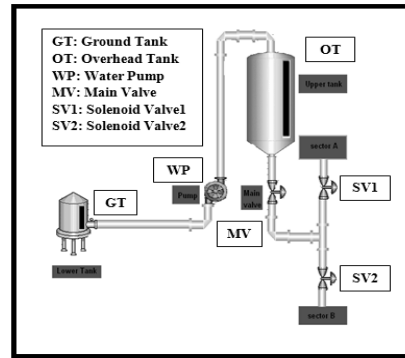 GT: Ground Tank
OT: Overhead Tank
WP: Water Pump
MV: Main Valve
SV1: Solenoid Valve1
SV2: Solenoid Valve2
OT
Upper tank
sector A
WP
SV1
Pump
Main
valve
GT
MV
Lower Tank
SV2
sector B